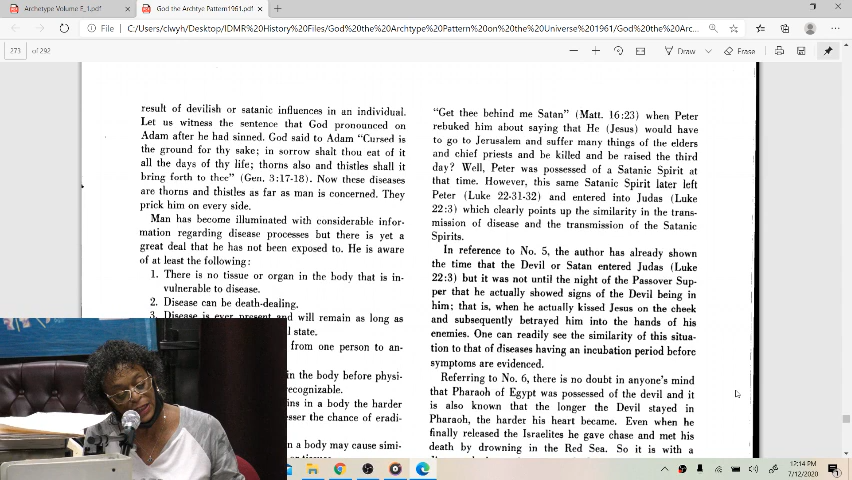 Archetype Volume F_1.pdf
God the Archtye Pattern1961.pdf
File
C:/Users/clwyh/Desktop/IDMR%20History%20Files/God%20the%20Archtype%20Pattern%20on%20the%20Universe%201961/God%20the%20Arc...
273 of 292
Draw
Erase
result of devilish or satanic influences in an individual.
Let us witness the sentence that God pronounced on
Adam after he had sinned. God said to Adam “Cursed is
the ground for thy sake; in sorrow shalt thou eat of it
all the days of thy life; thorns also and thistles shall it
bring forth to thee” (Gen. 3:17-18). Now these diseases
are thorns and thistles as far as man is concerned. They
prick him on every side.
Man has become illuminated with considerable infor-
mation regarding disease processes but there is yet a
great deal that he has not been exposed to. He is aware
of at least the following:
1. There is no tissue or organ in the body that is in-
vulnerable to disease.
2. Disease can be death-dealing.
3. Disease is ever present and will remain as long as
l state.
from one person to an-
in the body before physi-
recognizable.
ins in a body the harder
esser the chance of eradi-
n a body may cause simi-
“Get thee behind me Satan” (Matt. 16:23) when Peter
rebuked him about saying that He (Jesus) would have
to go to Jerusalem and suffer many things of the elders
and chief priests and be killed and be raised the third
day? Well, Peter was possessed of a Satanic Spirit at
that time. However, this same Satanic Spirit later left
Peter (Luke 22-31-32) and entered into Judas (Luke
22:3) which clearly points up the similarity in the trans-
mission of disease and the transmission of the Satanic
Spirits.
In reference to No. 5, the author has already shown
the time that the Devil or Satan entered Judas (Luke
22:3) but it was not until the night of the Passover Sup-
per that he actually showed signs of the Devil being in
him; that is, when he actually kissed Jesus on the cheek
and subsequently betrayed him into the hands of his
enemies. One can readily see the similarity of this situa-
tion to that of diseases having an incubation period before
symptoms are evidenced.
Referring to No. 6, there is no doubt in anyone's mind
that Pharaoh of Egypt was possessed of the devil and it
is also known that the longer the Devil stayed in
Pharaoh, the harder his heart became. Even when he
finally released the Israelites he gave chase and met his
death by drowning in the Red Sea. So it is with a
12:14 PM
7/12/2020